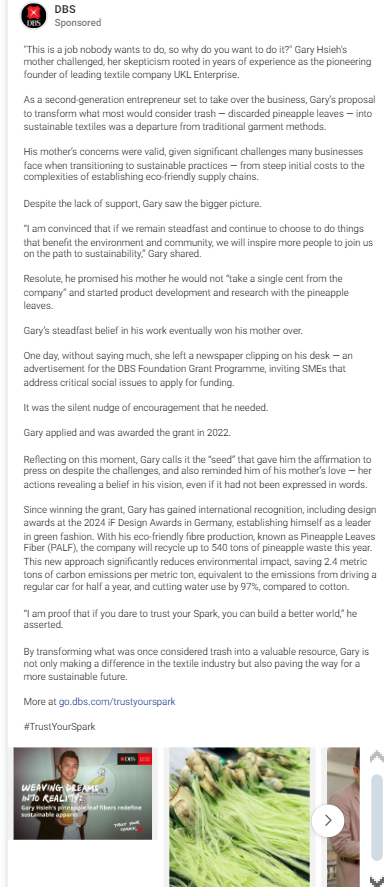 DBS
Sponsored
"This is a job nobody wants to do, so why do you want to do it?" Gary Hsieh's
mother challenged, her skepticism rooted in years of experience as the pioneering
founder of leading textile company UKL Enterprise.
As a second-generation entrepreneur set to take over the business, Gary's proposal
to transform what most would consider trash — discarded pineapple leaves — into
sustainable textiles was a departure from traditional garment methods.
His mother's concerns were valid, given significant challenges many businesses
face when transitioning to sustainable practices — from steep initial costs to the
complexities of establishing eco-friendly supply chains.
Despite the lack of support, Gary saw the bigger picture.
"I am convinced that if we remain steadfast and continue to choose to do things
that benefit the environment and community, we will inspire more people to join us
on the path to sustainability," Gary shared.
Resolute, he promised his mother he would not "take a single cent from the
company" and started product development and research with the pineapple
leaves.
Gary's steadfast belief in his work eventually won his mother over.
One day, without saying much, she left a newspaper clipping on his desk — an
advertisement for the DBS Foundation Grant Programme, inviting SMEs that
address critical social issues to apply for funding.
It was the silent nudge of encouragement that he needed.
Gary applied and was awarded the grant in 2022.
Reflecting on this moment, Gary calls it the "seed" that gave him the affirmation to
press on despite the challenges, and also reminded him of his mother's love — her
actions revealing a belief in his vision, even if it had not been expressed in words.
Since winning the grant, Gary has gained international recognition, including design
awards at the 2024 iF Design Awards in Germany, establishing himself as a leader
in green fashion. With his eco-friendly fibre production, known as Pineapple Leaves
Fiber (PALF), the company will recycle up to 540 tons of pineapple waste this year.
This new approach significantly reduces environmental impact, saving 2.4 metric
tons of carbon emissions per metric ton, equivalent to the emissions from driving a
regular car for half a year, and cutting water use by 97%, compared to cotton.
"I am proof that if you dare to trust your Spark, you can build a better world," he
asserted.
By transforming what was once considered trash into a valuable resource, Gary is
not only making a difference in the textile industry but also paving the way for a
more sustainable future.
More at go.dbs.com/trustyourspark
#TrustYourSpark
DBS
WEAVING DREAMS
INTO REALITY:
Gary Hsieh's pineapple leaf fibers redefine
sustainable apparel
TRUST YOUR
SPARK